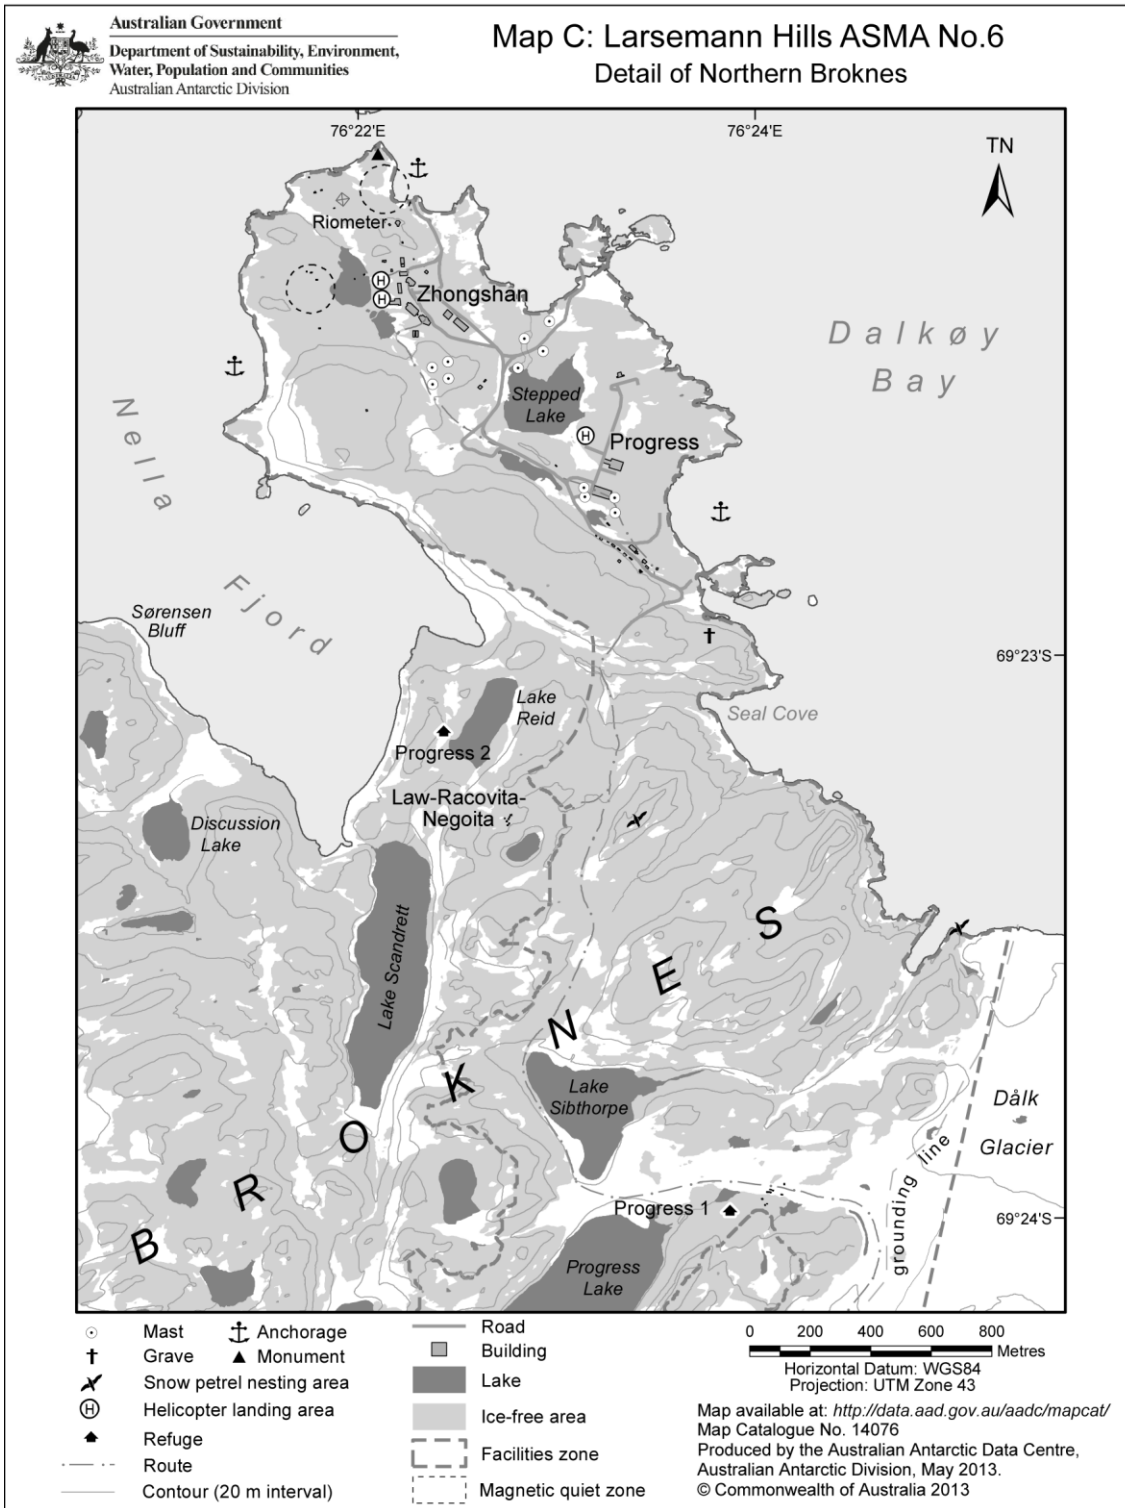 Australian Government
Department of Sustainability, Environment,
Water, Population and Communities
Australian Antarctic Division
Map C: Larsemann Hills ASMA No.6
Detail of Northern Broknes
76°22'E
76°24'E
TN
Riometer
H
H
Zhongshan
Dalkøy
Bay
Stepped
Lake
H
Progress
Nella
Fjord
Sørensen
Bluff
69°23'S
Lake
Reid
Seal Cove
Progress 2
Law-Racovita-
Negoita
Discussion
Lake
Lake Scandrett
BROKNES
Lake
Sibthorpe
Dålk
Glacier
grounding line
Progress 1
69°24'S
Progress
Lake
Mast
Anchorage
Grave
Monument
Snow petrel nesting area
H Helicopter landing area
Refuge
Route
Contour (20 m interval)
Road
Building
Lake
Ice-free area
Facilities zone
Magnetic quiet zone
0 200 400 600 800
Metres
Horizontal Datum: WGS84
Projection: UTM Zone 43
Map available at: http://data.aad.gov.au/aadc/mapcat/
Map Catalogue No. 14076
Produced by the Australian Antarctic Data Centre,
Australian Antarctic Division, May 2013.
© Commonwealth of Australia 2013